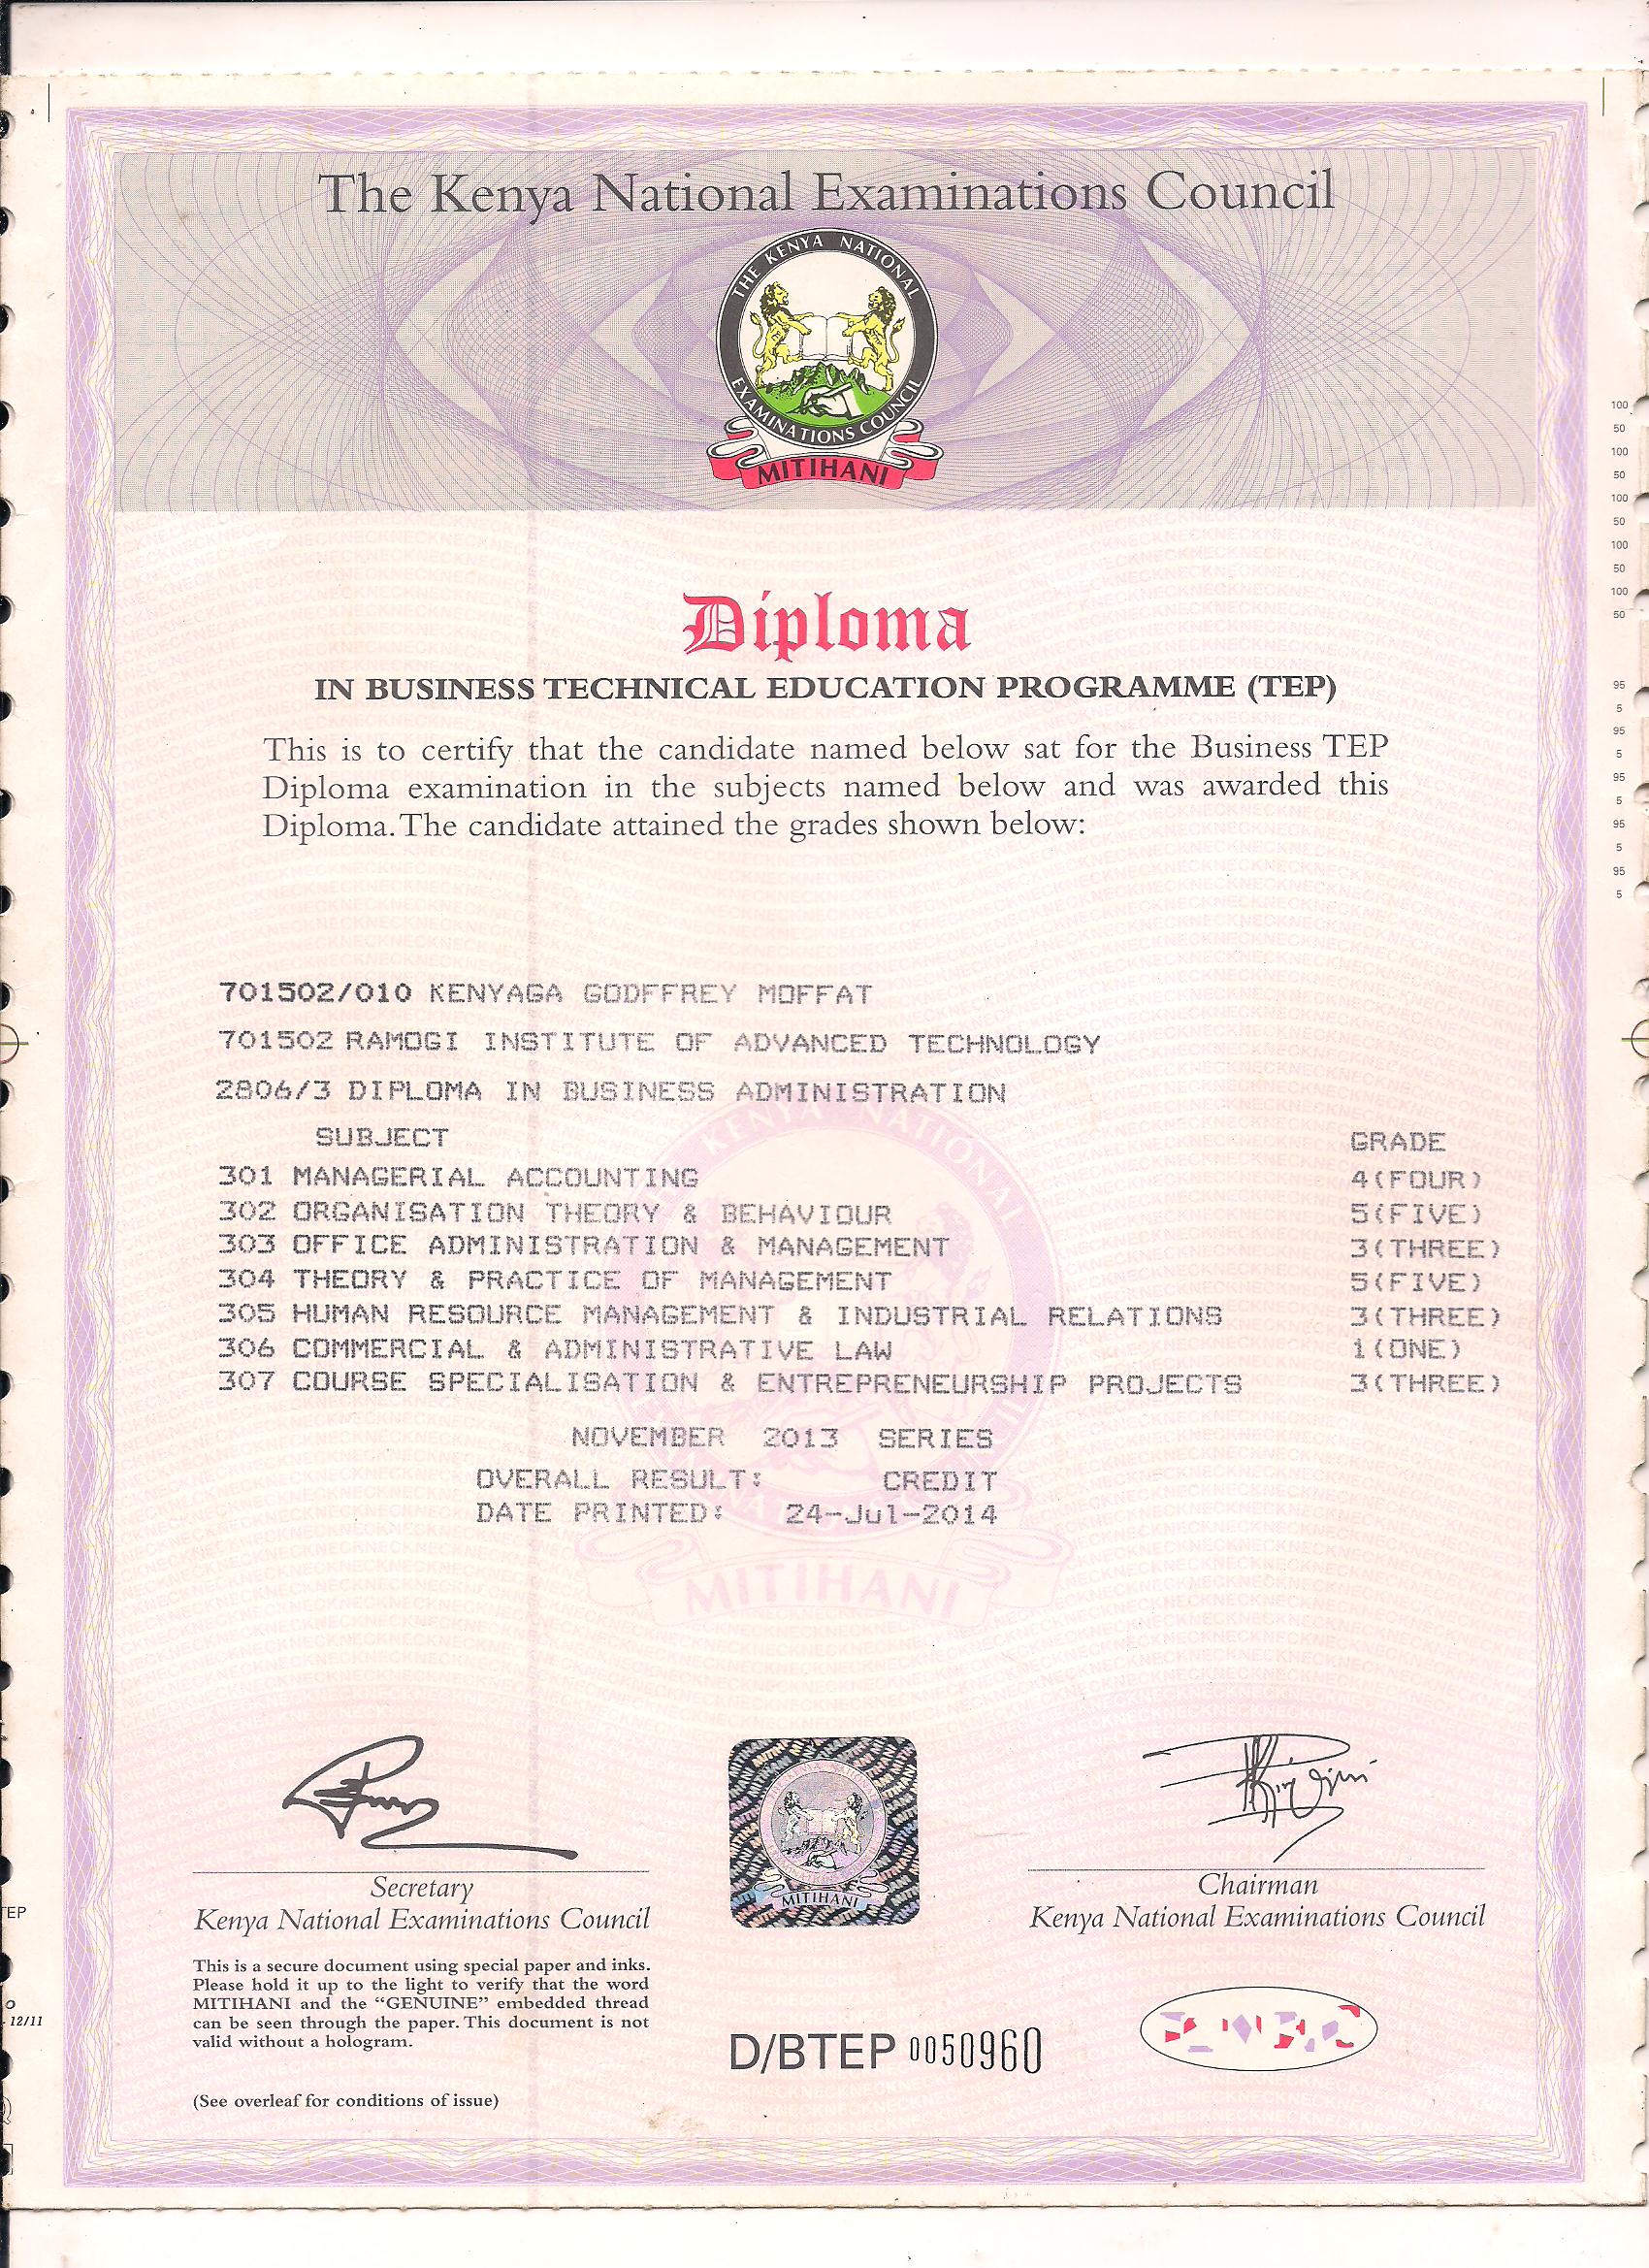 The Kenya National Examinations Council
THE KENYA NATIONAL
EXAMINATIONS COUNCIL
MITIHANI
Diploma
IN BUSINESS TECHNICAL EDUCATION PROGRAMME (TEP)
This is to certify that the candidate named below sat for the Business TEP
Diploma examination in the subjects named below and was awarded this
Diploma. The candidate attained the grades shown below:
701502/010 KENYAGA GODFFREY MOFFAT
701502 RAMOGI INSTITUTE OF ADVANCED TECHNOLOGY
2806/3 DIPLOMA IN BUSINESS ADMINISTRATION
SUBJECT GRADE
301 MANAGERIAL ACCOUNTING 4(FOUR)
302 ORGANISATION THEORY & BEHAVIOUR 5(FIVE)
303 OFFICE ADMINISTRATION & MANAGEMENT 3(THREE)
304 THEORY & PRACTICE OF MANAGEMENT 5(FIVE)
305 HUMAN RESOURCE MANAGEMENT & INDUSTRIAL RELATIONS 3(THREE)
306 COMMERCIAL & ADMINISTRATIVE LAW 1(ONE)
307 COURSE SPECIALISATION & ENTREPRENEURSHIP PROJECTS 3(THREE)
NOVEMBER 2013 SERIES
OVERALL RESULT: CREDIT
DATE PRINTED: 24-Jul-2014
MITIHANI
MITIHANI
Secretary
Kenya National Examinations Council
Chairman
Kenya National Examinations Council
This is a secure document using special paper and inks.
Please hold it up to the light to verify that the word
MITIHANI and the “GENUINE” embedded thread
can be seen through the paper. This document is not
valid without a hologram.
D/BTEP 0050960
(See overleaf for conditions of issue)
100
50
100
50
100
50
100
50
100
50
95
5
95
5
95
5
95
5
95
5
TEP
12/11